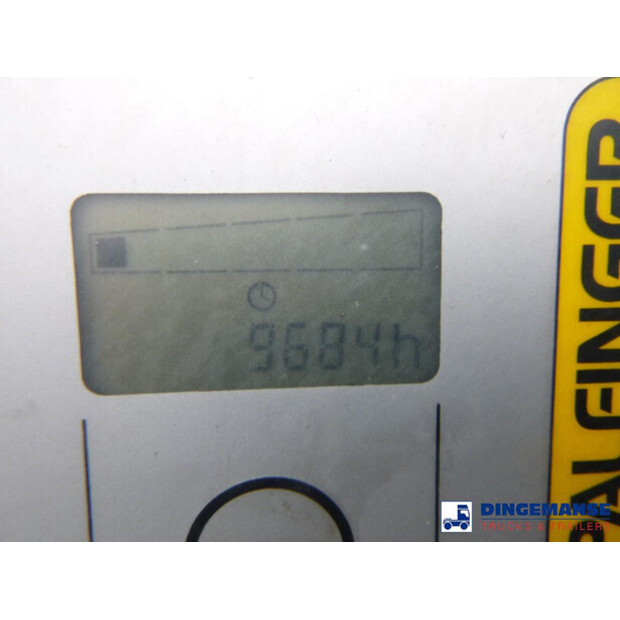 9684h
PALFINGER
DINGEMANSE
TRUCKS & TRAILERS